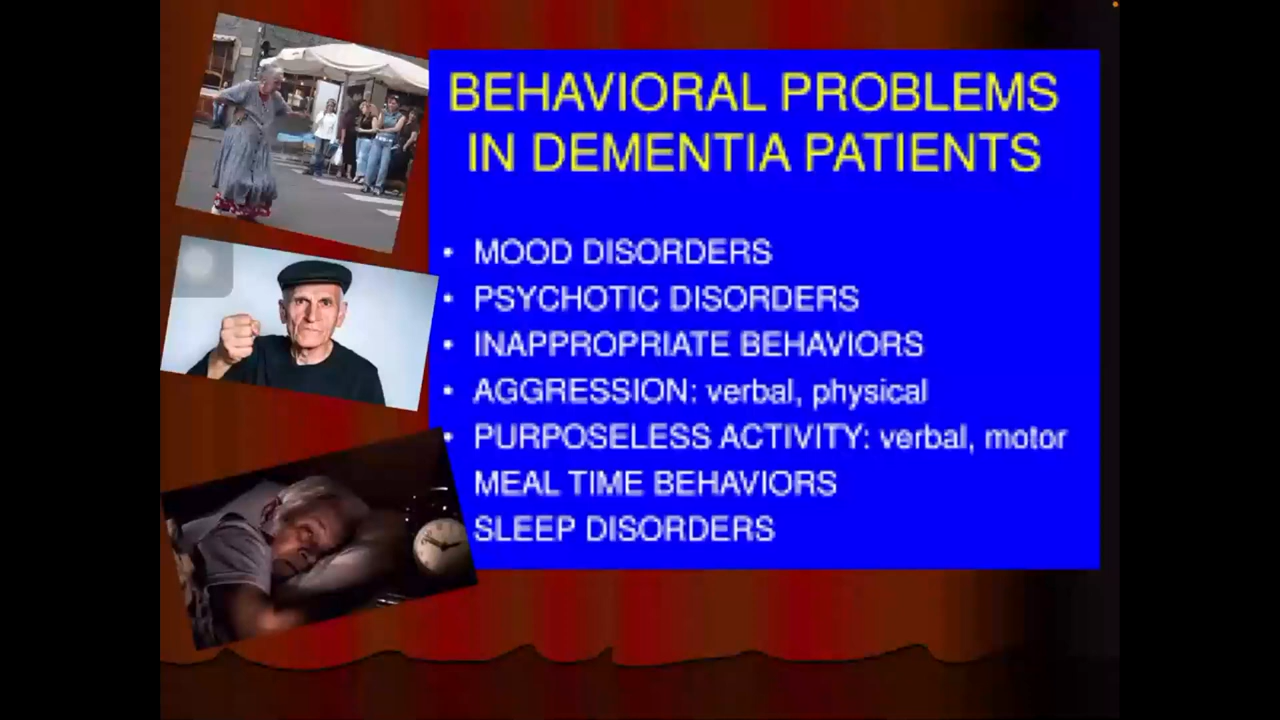 BEHAVIORAL PROBLEMS
IN DEMENTIA PATIENTS
• MOOD DISORDERS
• PSYCHOTIC DISORDERS
• INAPPROPRIATE BEHAVIORS
• AGGRESSION: verbal, physical
• PURPOSELESS ACTIVITY: verbal, motor
MEAL TIME BEHAVIORS
SLEEP DISORDERS